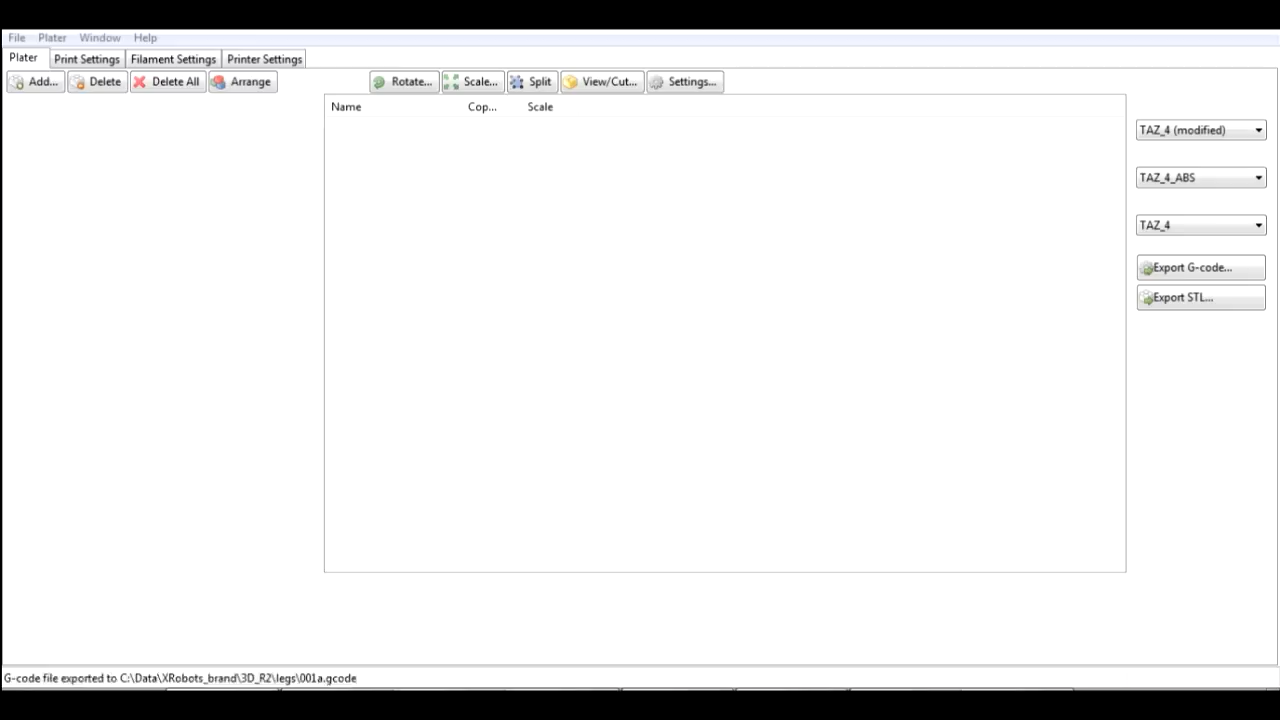 File Plater Window Help
Plater Print Settings Filament Settings Printer Settings
Add... Delete Delete All Arrange Rotate... Scale... Split View/Cut... Settings...
Name Cop... Scale
TAZ_4 (modified)
TAZ_4_ABS
TAZ_4
Export G-code...
Export STL...
G-code file exported to C:\Data\XRobots_brand\3D_R2\legs\001a.gcode